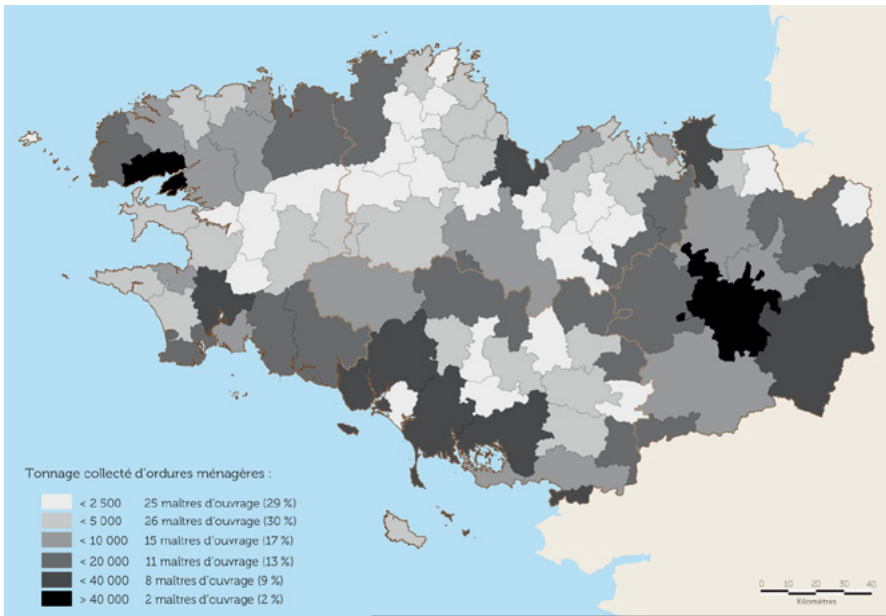 Tonnage collecté d'ordures ménagères :
< 2 500 25 maîtres d'ouvrage (29 %)
< 5 000 26 maîtres d'ouvrage (30 %)
< 10 000 15 maîtres d'ouvrage (17 %)
< 20 000 11 maîtres d'ouvrage (13 %)
< 40 000 8 maîtres d'ouvrage (9 %)
> 40 000 2 maîtres d'ouvrage (2 %)
0 10 20 30 40
Kilomètres